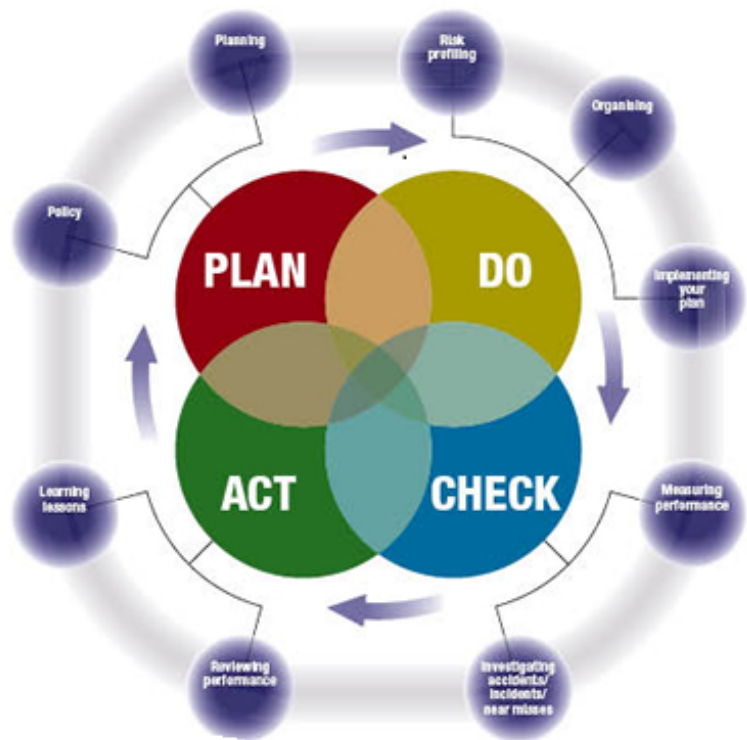 Planning
Risk
profiling
Organising
Policy
PLAN
DO
Implementing
your
plan
ACT
CHECK
Learning
lessons
Measuring
performance
Reviewing
performance
Investigating
accidents/
incidents/
near misses